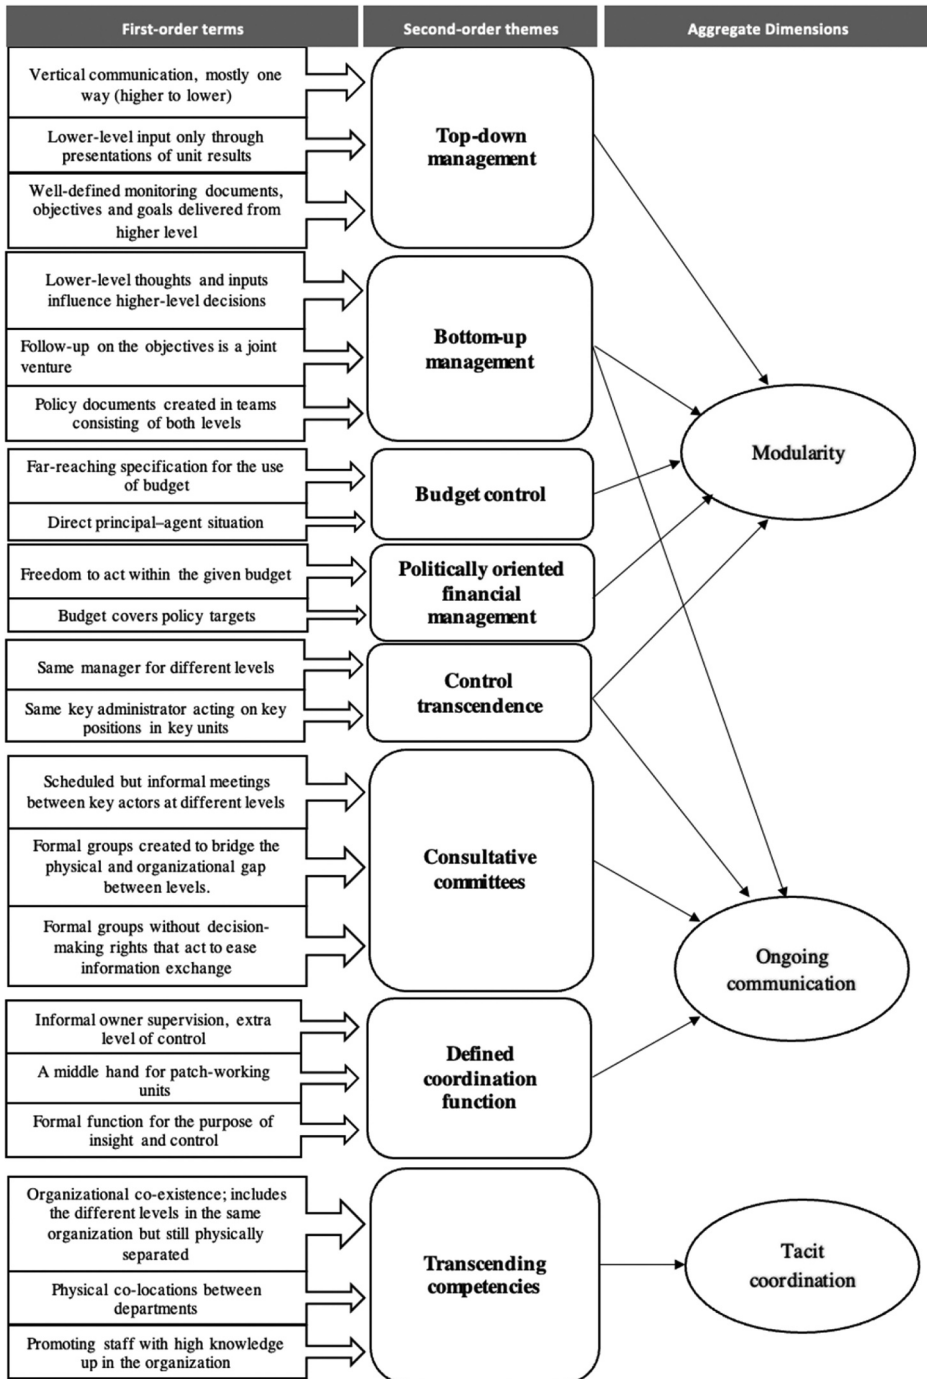 First-order terms
Second-order themes
Aggregate Dimensions
Vertical communication, mostly one
way (higher to lower)
Lower-level input only through
presentations of unit results
Well-defined monitoring documents,
objectives and goals delivered from
higher level
Top-down
management
Lower-level thoughts and inputs
influence higher-level decisions
Follow-up on the objectives is a joint
venture
Policy documents created in teams
consisting of both levels
Bottom-up
management
Far-reaching specification for the use
of budget
Direct principal–agent situation
Budget control
Freedom to act within the given budget
Budget covers policy targets
Politically oriented
financial
management
Same manager for different levels
Same key administrator acting on key
positions in key units
Control
transcendence
Modularity
Scheduled but informal meetings
between key actors at different levels
Formal groups created to bridge the
physical and organizational gap
between levels.
Formal groups without decision-
making rights that act to ease
information exchange
Consultative
committees
Informal owner supervision, extra
level of control
A middle hand for patch-working
units
Formal function for the purpose of
insight and control
Defined
coordination
function
Ongoing
communication
Organizational co-existence; includes
the different levels in the same
organization but still physically
separated
Physical co-locations between
departments
Promoting staff with high knowledge
up in the organization
Transcending
competencies
Tacit
coordination